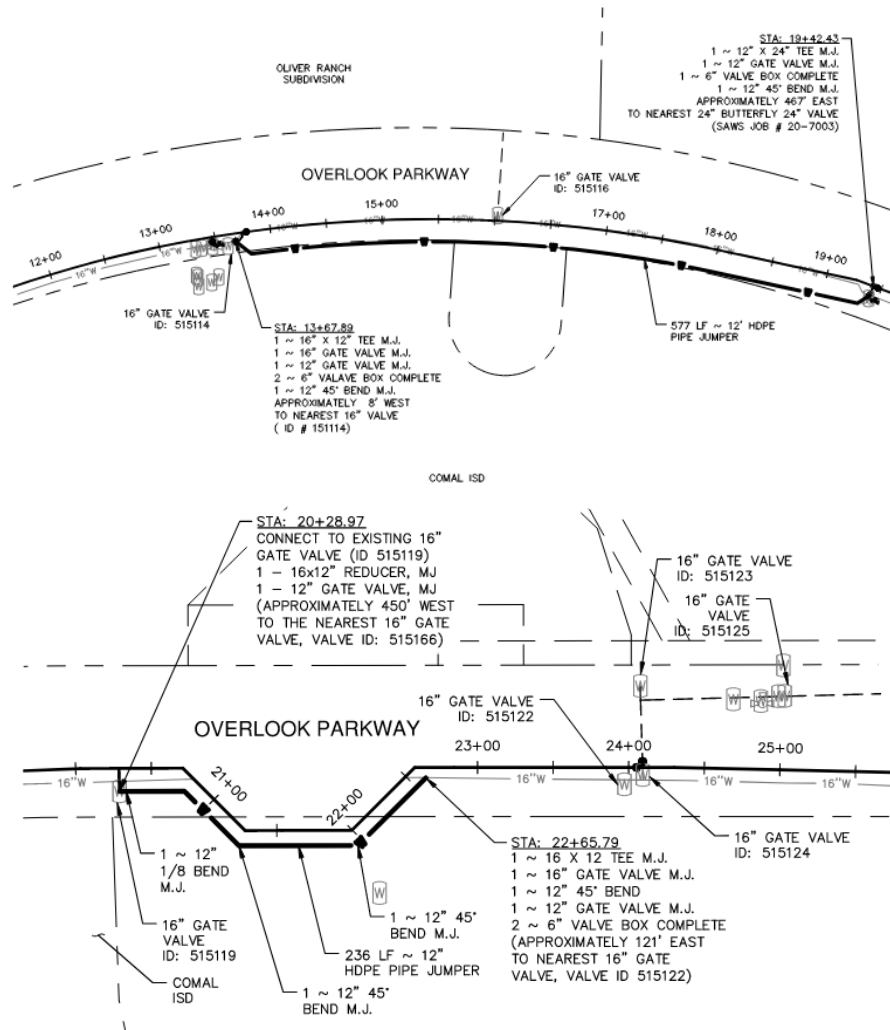 OLIVER RANCH
SUBDIVISION
STA: 19+42.43
1 ~ 12" X 24" TEE M.J.
1 ~ 12" GATE VALVE M.J.
1 ~ 6" VALVE BOX COMPLETE
1 ~ 12" 45° BEND M.J.
APPROXIMATELY 467' EAST
TO NEAREST 24" BUTTERFLY 24" VALVE
(SAWS JOB # 20-7003)
OVERLOOK PARKWAY
16" GATE VALVE
ID: 515116
12+00
13+00
14+00
15+00
17+00
18+00
19+00
16"W
16"W
16"W
16"W
16"W
16"W
16"W
16"W
16"W
W
W
W
W
W
W
16" GATE VALVE
ID: 515114
STA: 13+67.89
1 ~ 16" X 12" TEE M.J.
1 ~ 16" GATE VALVE M.J.
1 ~ 12" GATE VALVE M.J.
2 ~ 6" VALAVE BOX COMPLETE
1 ~ 12" 45° BEND M.J.
APPROXIMATELY 8' WEST
TO NEAREST 16" VALVE
( ID # 151114)
577 LF ~ 12' HDPE
PIPE JUMPER
COMAL ISD
STA: 20+28.97
CONNECT TO EXISTING 16"
GATE VALVE (ID 515119)
1 – 16x12" REDUCER, MJ
1 – 12" GATE VALVE, MJ
(APPROXIMATELY 450' WEST
TO THE NEAREST 16" GATE
VALVE, VALVE ID: 515166)
16" GATE VALVE
ID: 515123
16" GATE
VALVE
ID: 515125
W
W
W
W
W
16" GATE VALVE
ID: 515122
OVERLOOK PARKWAY
21+00
22+00
23+00
24+00
25+00
16"W
16"W
16"W
16"W
16"W
W
W
W
W
1 ~ 12"
1/8 BEND
M.J.
16" GATE
VALVE
ID: 515119
COMAL
ISD
1 ~ 12" 45°
BEND M.J.
236 LF ~ 12"
HDPE PIPE JUMPER
1 ~ 12" 45°
BEND M.J.
STA: 22+65.79
1 ~ 16 X 12 TEE M.J.
1 ~ 16" GATE VALVE M.J.
1 ~ 12" 45° BEND
1 ~ 12" GATE VALVE M.J.
2 ~ 6" VALVE BOX COMPLETE
(APPROXIMATELY 121' EAST
TO NEAREST 16" GATE
VALVE, VALVE ID 515122)
16" GATE VALVE
ID: 515124